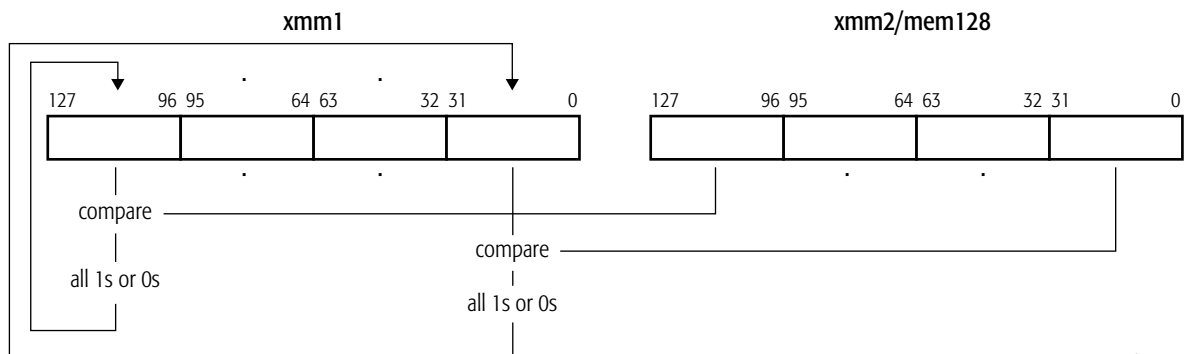 xmm1 xmm2/mem128
127 96 95 64 63 32 31 0 127 96 95 64 63 32 31 0
compare
compare
all 1s or 0s
all 1s or 0s